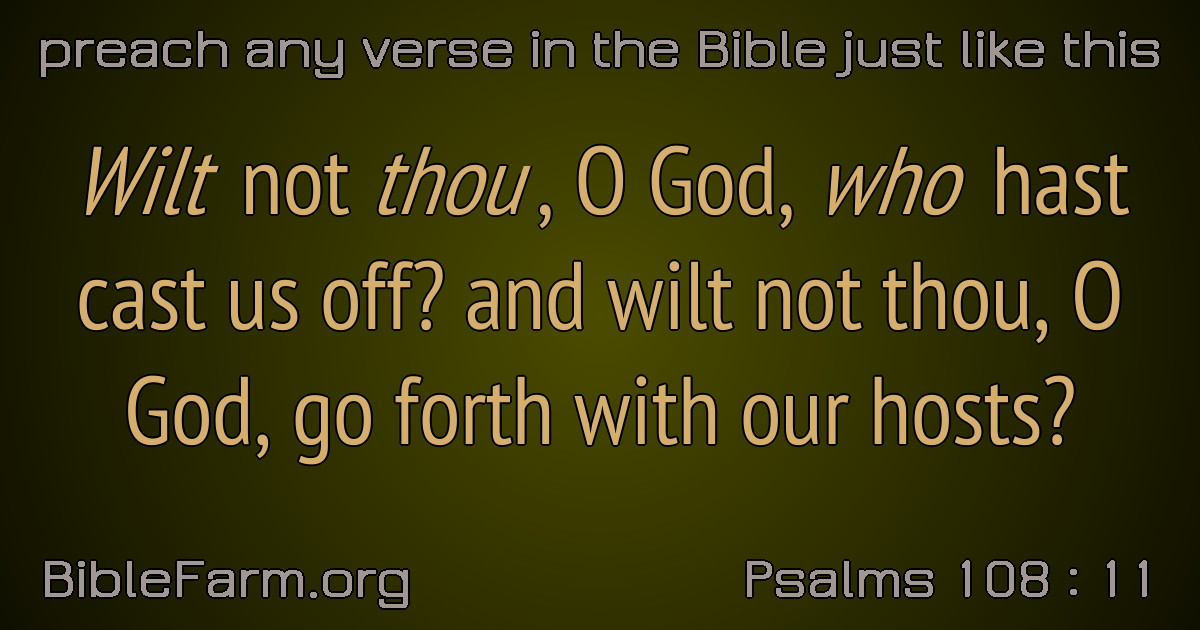 preach any verse in the Bible just like this
Wilt not thou, O God, who hast
cast us off? and wilt not thou, O
God, go forth with our hosts?
BibleFarm.org
Psalms 108 : 11